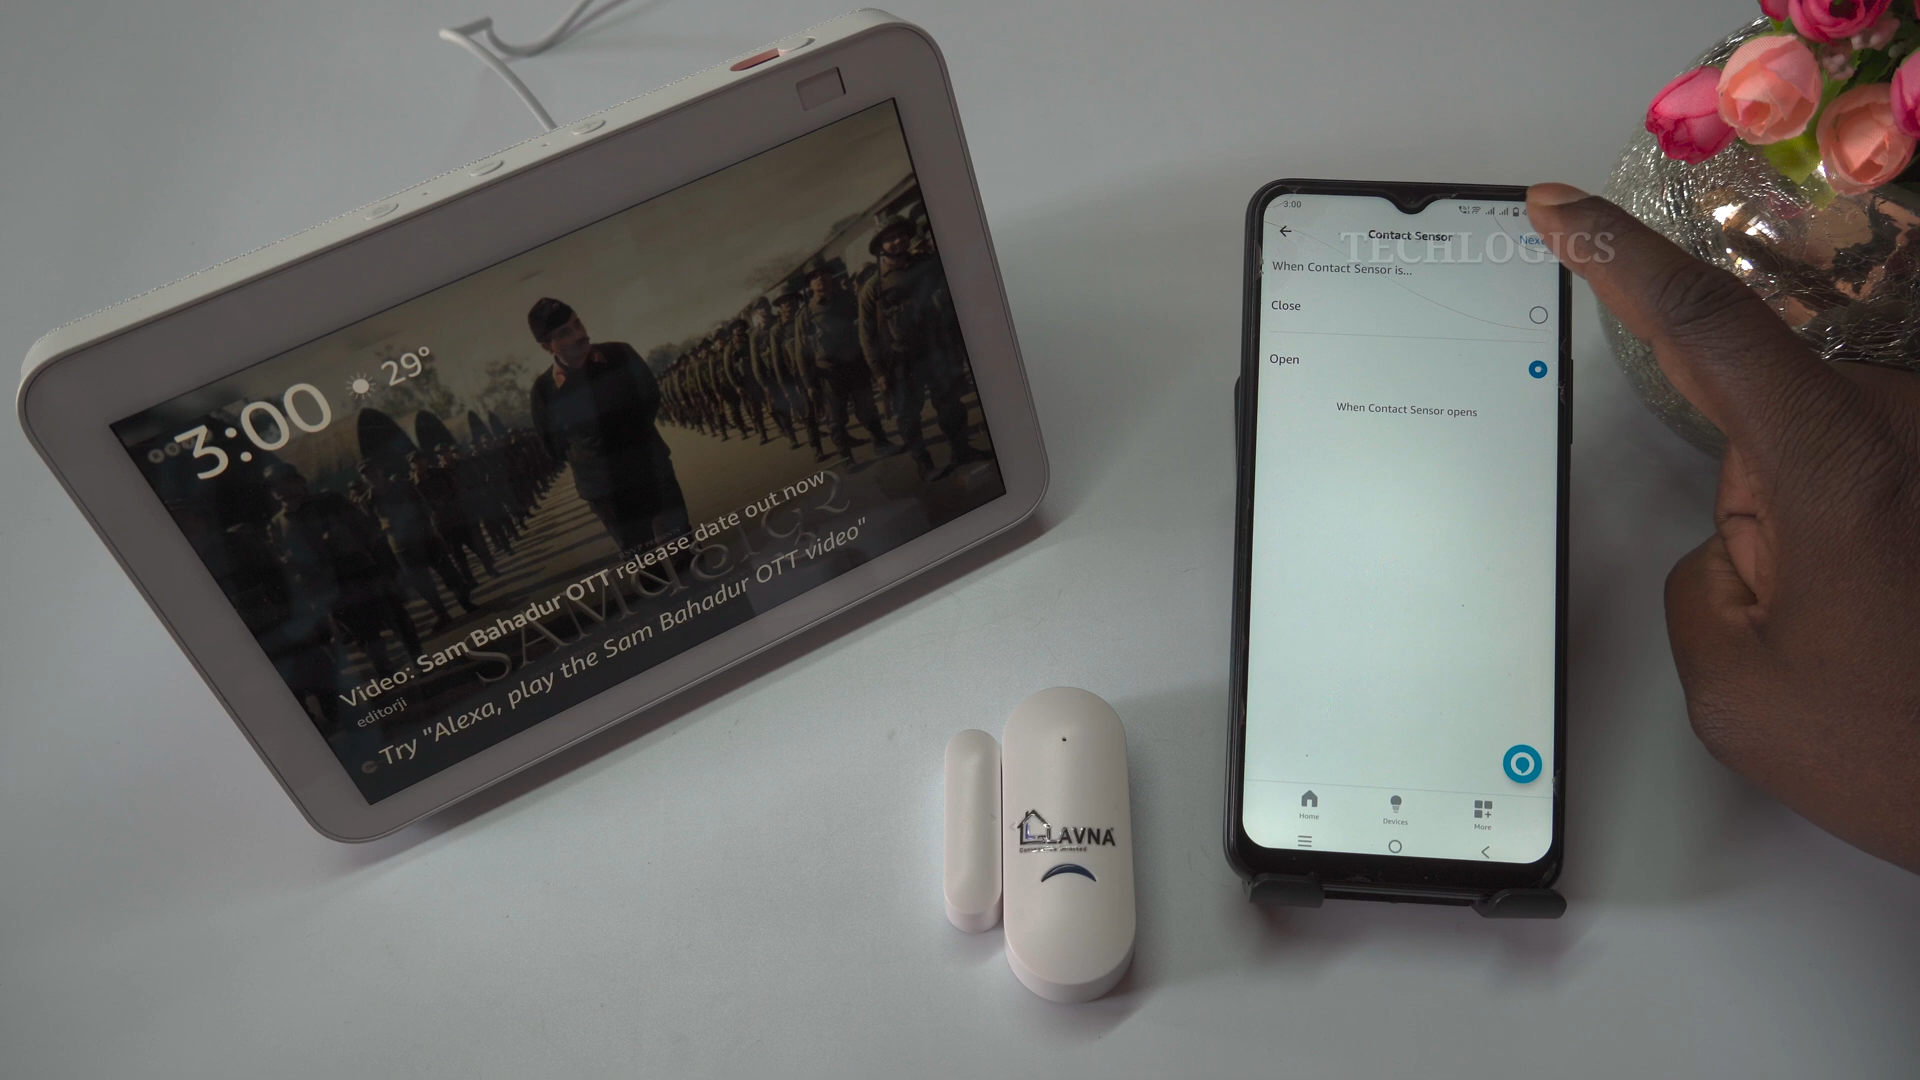 3:00 29°
SAMबहादुर
Video: Sam Bahadur OTT release date out now
editorji
Try "Alexa, play the Sam Bahadur OTT video"
3:00
TECHLOGICS
Contact Sensor
Next
When Contact Sensor is...
Close
Open
When Contact Sensor opens
Home
Devices
More
LAVNA